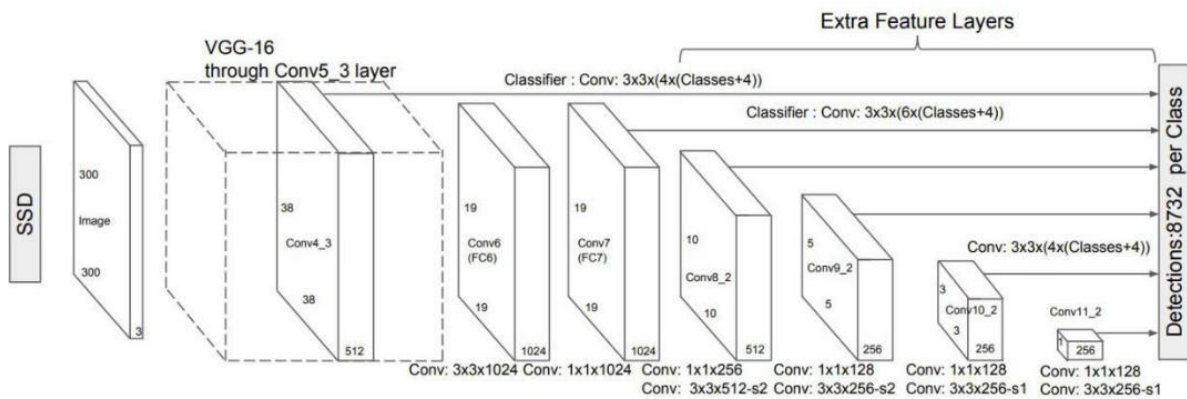 Extra Feature Layers
VGG-16
through Conv5_3 layer
Classifier : Conv: 3x3x(4x(Classes+4))
Classifier : Conv: 3x3x(6x(Classes+4))
SSD
300
Image
300
3
38
Conv4_3
38
512
19
Conv6
(FC6)
19
1024
19
Conv7
(FC7)
19
1024
10
Conv8_2
10
512
5
Conv9_2
5
256
Conv: 3x3x(4x(Classes+4))
3
Conv10_2
3
256
Conv11_2
1
256
Detections:8732 per Class
Conv: 3x3x1024
Conv: 1x1x1024
Conv: 1x1x256
Conv: 3x3x512-s2
Conv: 1x1x128
Conv: 3x3x256-s2
Conv: 1x1x128
Conv: 3x3x256-s1
Conv: 1x1x128
Conv: 3x3x256-s1